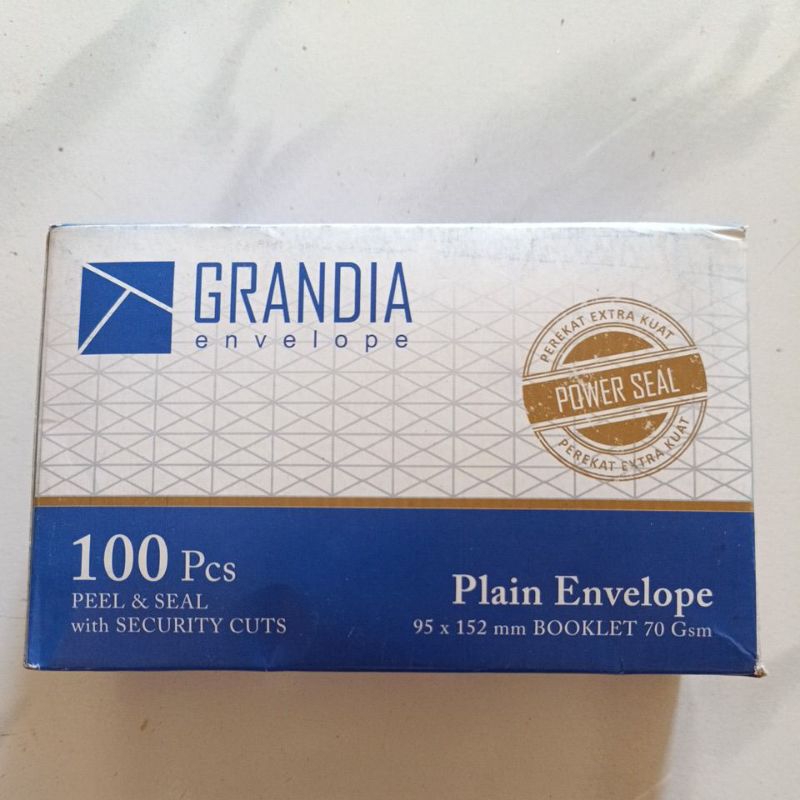 GRANDIA
envelope
PEREKAT EXTRA KUAT
POWER SEAL
PEREKAT EXTRA KUAT
100 Pcs
PEEL & SEAL
with SECURITY CUTS
Plain Envelope
95 x 152 mm BOOKLET 70 Gsm